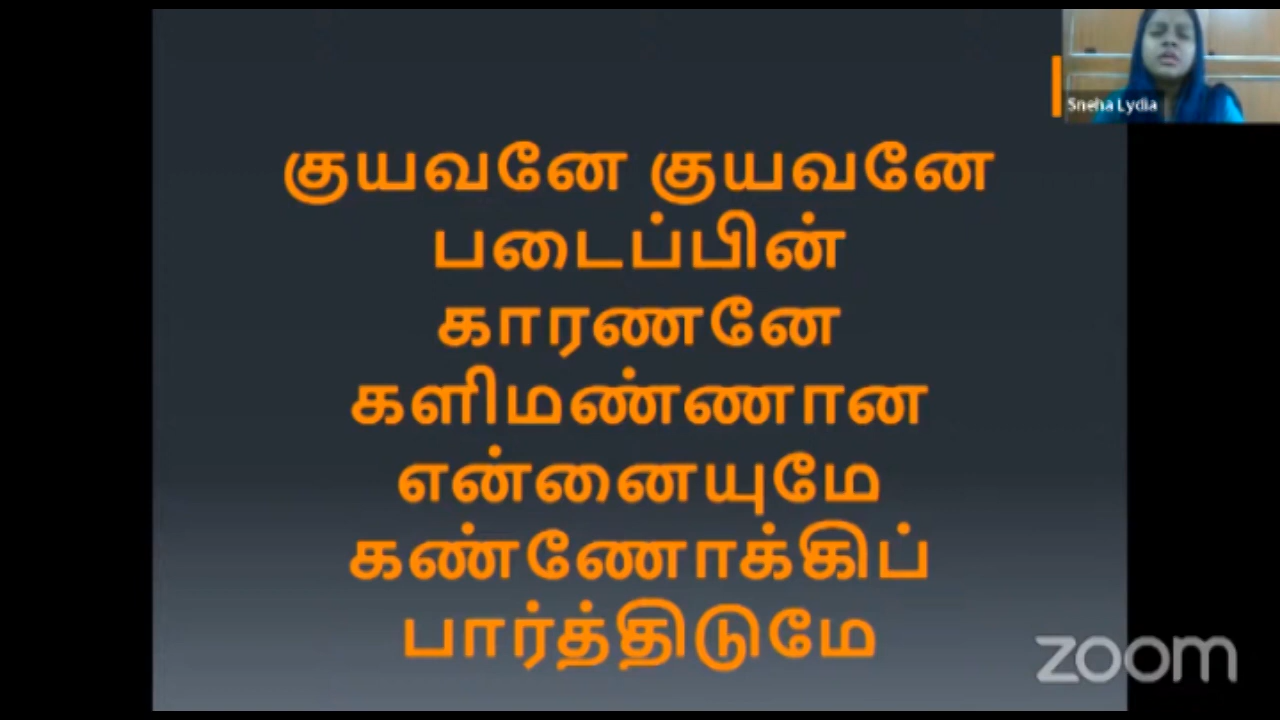 Sneha Lydia
குயவனே குயவனே
படைப்பின்
காரணனே
களிமண்ணான
என்னையுமே
கண்ணோக்கிப்
பார்த்திடுமே
zoom